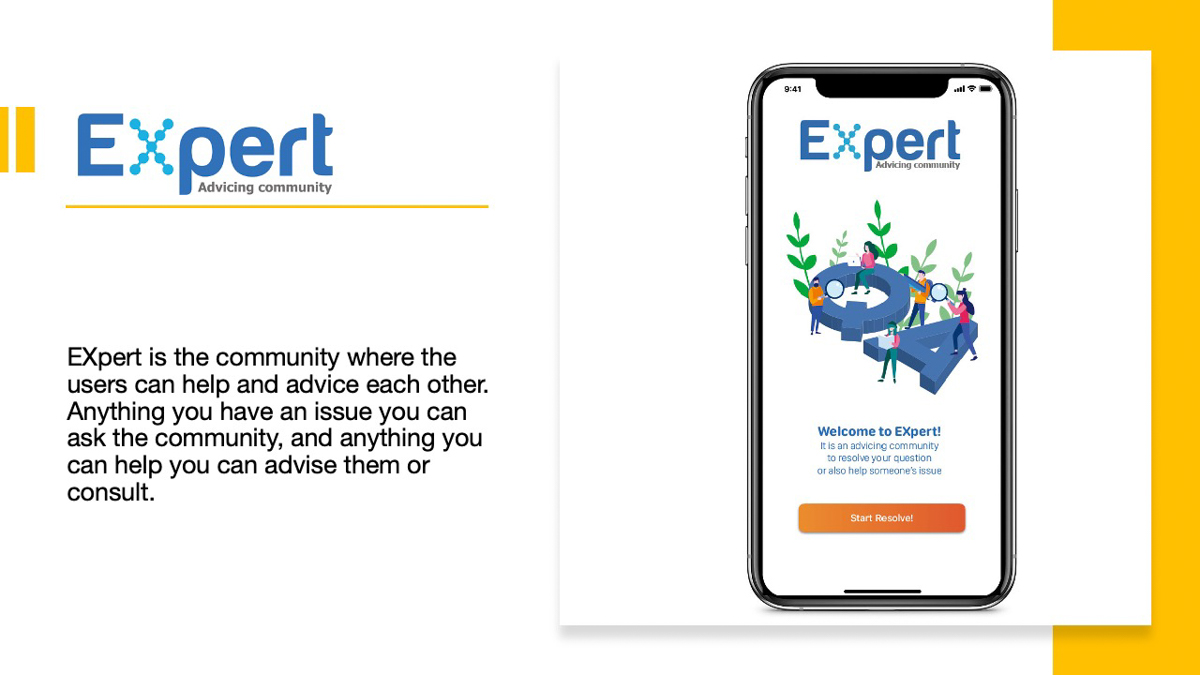 EXpert
Advicing community
EXpert is the community where the
users can help and advice each other.
Anything you have an issue you can
ask the community, and anything you
can help you can advise them or
consult.
9:41
EXpert
Advicing community
QA
Welcome to EXpert!
It is an advicing community
to resolve your question
or also help someone's issue
Start Resolve!